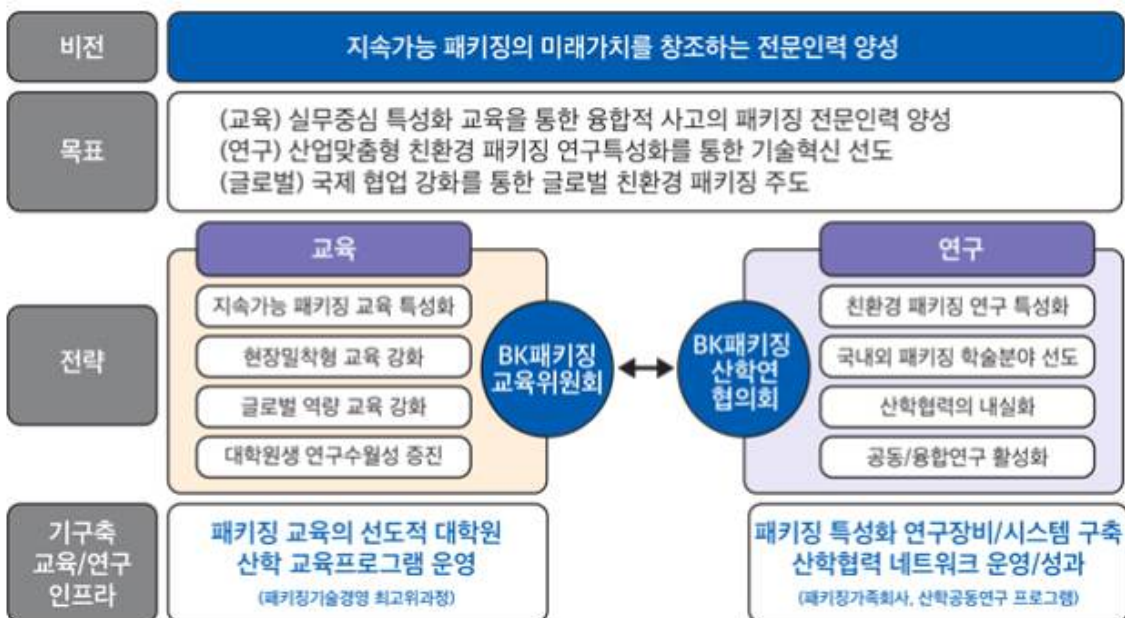 비전
지속가능 패키징의 미래가치를 창조하는 전문인력 양성
목표
(교육) 실무중심 특성화 교육을 통한 융합적 사고의 패키징 전문인력 양성
(연구) 산업맞춤형 친환경 패키징 연구특성화를 통한 기술혁신 선도
(글로벌) 국제 협업 강화를 통한 글로벌 친환경 패키징 주도
전략
교육
지속가능 패키징 교육 특성화
현장밀착형 교육 강화
글로벌 역량 교육 강화
대학원생 연구수월성 증진
BK패키징
교육위원회
BK패키징
산학연
협의회
연구
친환경 패키징 연구 특성화
국내외 패키징 학술분야 선도
산학협력의 내실화
공동/융합연구 활성화
기구축
교육/연구
인프라
패키징 교육의 선도적 대학원
산학 교육프로그램 운영
(패키징기술경영 최고위과정)
패키징 특성화 연구장비/시스템 구축
산학협력 네트워크 운영/성과
(패키징가족회사, 산학공동연구 프로그램)